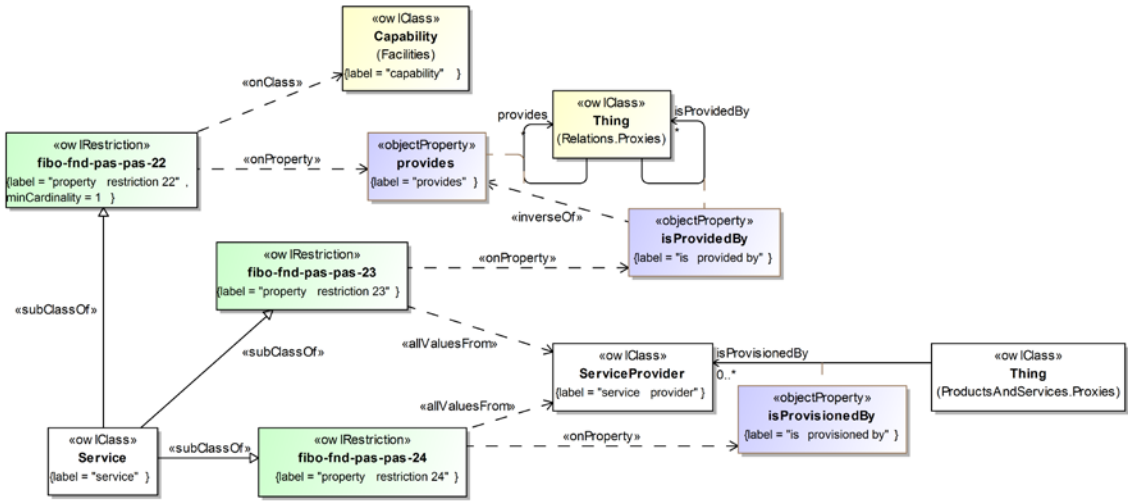 «owlClass»
Capability
(Facilities)
{label = "capability" }
«onClass»
«owlClass»
Thing
(Relations.Proxies)
provides
*
isProvidedBy
*
«owlRestriction»
fibo-fnd-pas-pas-22
{label = "property restriction 22" ,
minCardinality = 1 }
«onProperty»
«objectProperty»
provides
{label = "provides" }
«inverseOf»
«objectProperty»
isProvidedBy
{label = "is provided by" }
«owlRestriction»
fibo-fnd-pas-pas-23
{label = "property restriction 23" }
«onProperty»
«subClassOf»
«subClassOf»
«allValuesFrom»
«owlClass»
ServiceProvider
{label = "service provider" }
isProvisionedBy
0..*
«owlClass»
Thing
(ProductsAndServices.Proxies)
«allValuesFrom»
«objectProperty»
isProvisionedBy
{label = "is provisioned by" }
«owlClass»
Service
{label = "service" }
«subClassOf»
«owlRestriction»
fibo-fnd-pas-pas-24
{label = "property restriction 24" }
«onProperty»